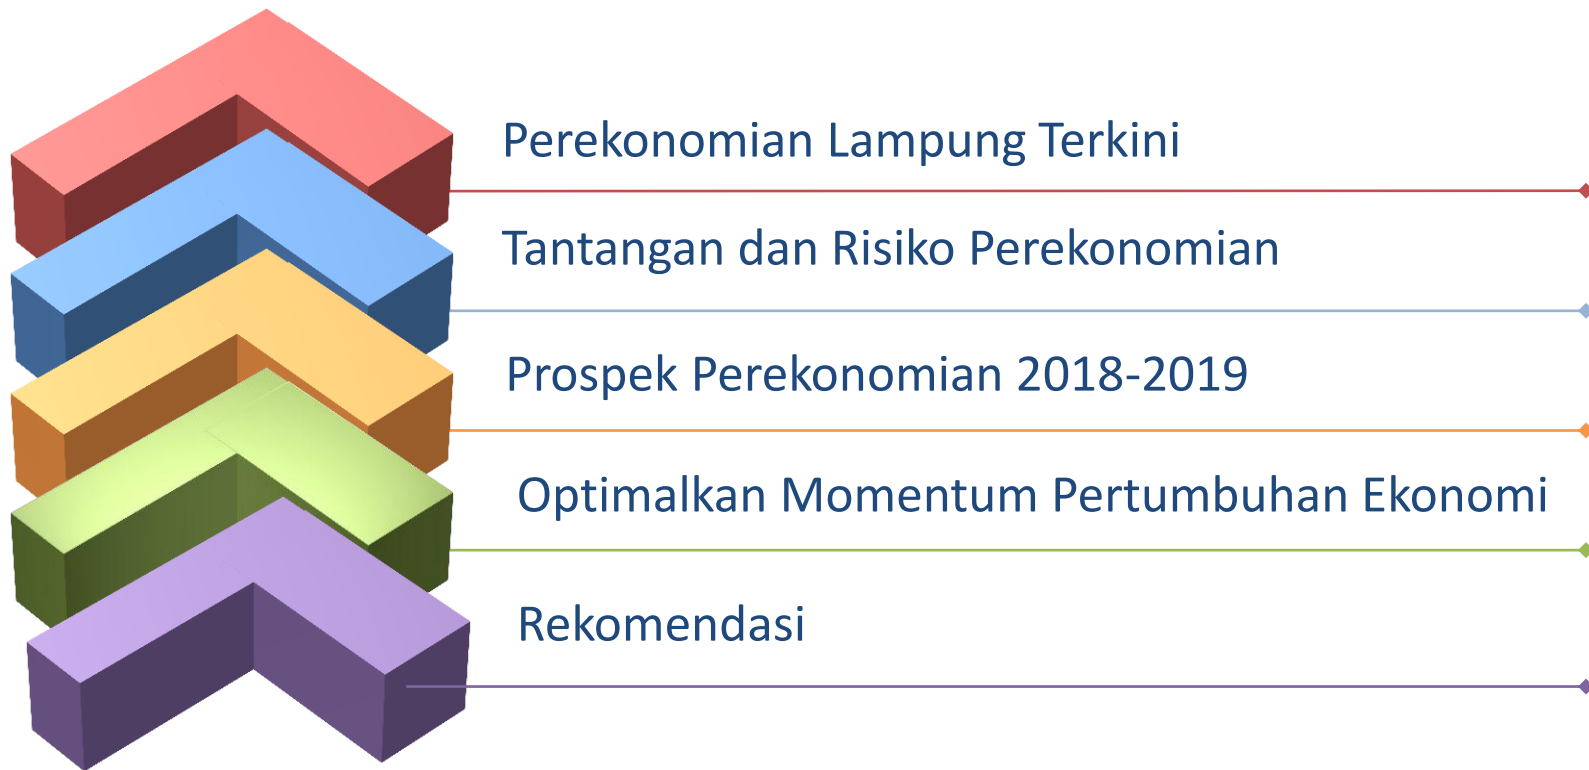 Perekonomian Lampung Terkini
Tantangan dan Risiko Perekonomian
Prospek Perekonomian 2018-2019
Optimalkan Momentum Pertumbuhan Ekonomi
Rekomendasi